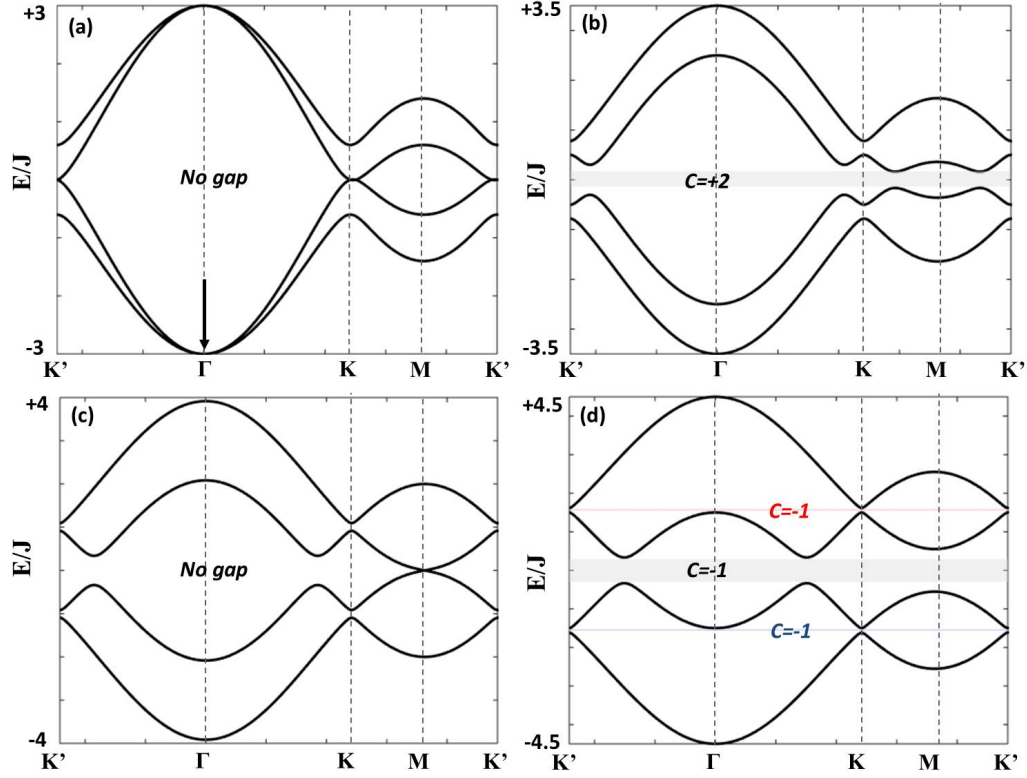 +3
(a)
E/J
No gap
-3
K’ Γ K M K’
+3.5
(b)
E/J
C=+2
-3.5
K’ Γ K M K’
+4
(c)
E/J
No gap
-4
K’ Γ K M K’
+4.5
(d)
C=-1
E/J
C=-1
C=-1
-4.5
K’ Γ K M K’